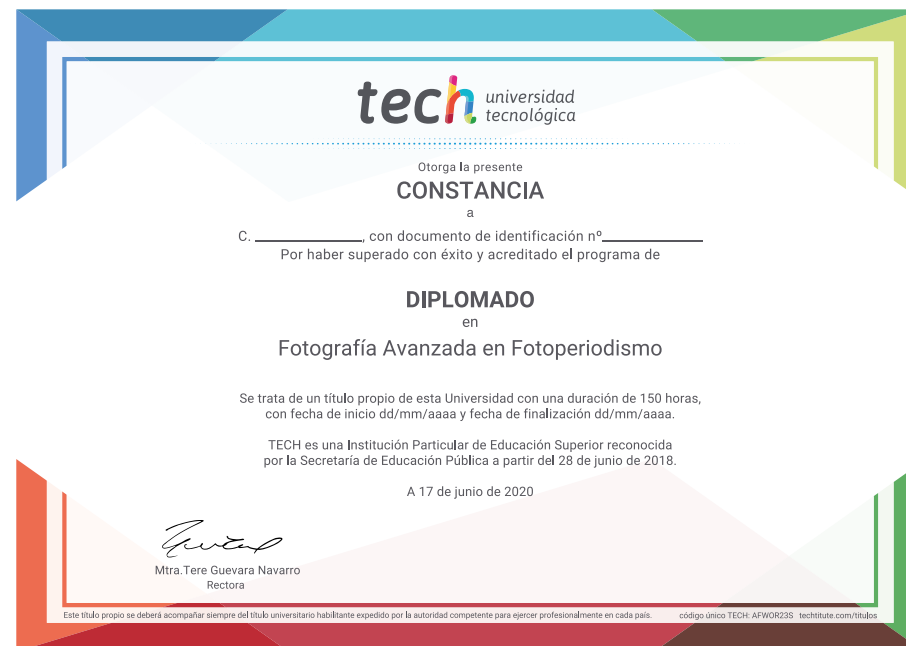 tech universidad
tecnológica
Otorga la presente
CONSTANCIA
a
C. ____________, con documento de identificación nº____________
Por haber superado con éxito y acreditado el programa de
DIPLOMADO
en
Fotografía Avanzada en Fotoperiodismo
Se trata de un título propio de esta Universidad con una duración de 150 horas,
con fecha de inicio dd/mm/aaaa y fecha de finalización dd/mm/aaaa.
TECH es una Institución Particular de Educación Superior reconocida
por la Secretaría de Educación Pública a partir del 28 de junio de 2018.
A 17 de junio de 2020
Mtra.Tere Guevara Navarro
Rectora
Este título propio se deberá acompañar siempre del título universitario habilitante expedido por la autoridad competente para ejercer profesionalmente en cada país. código único TECH: AFWOR23S techtitute.com/títulos